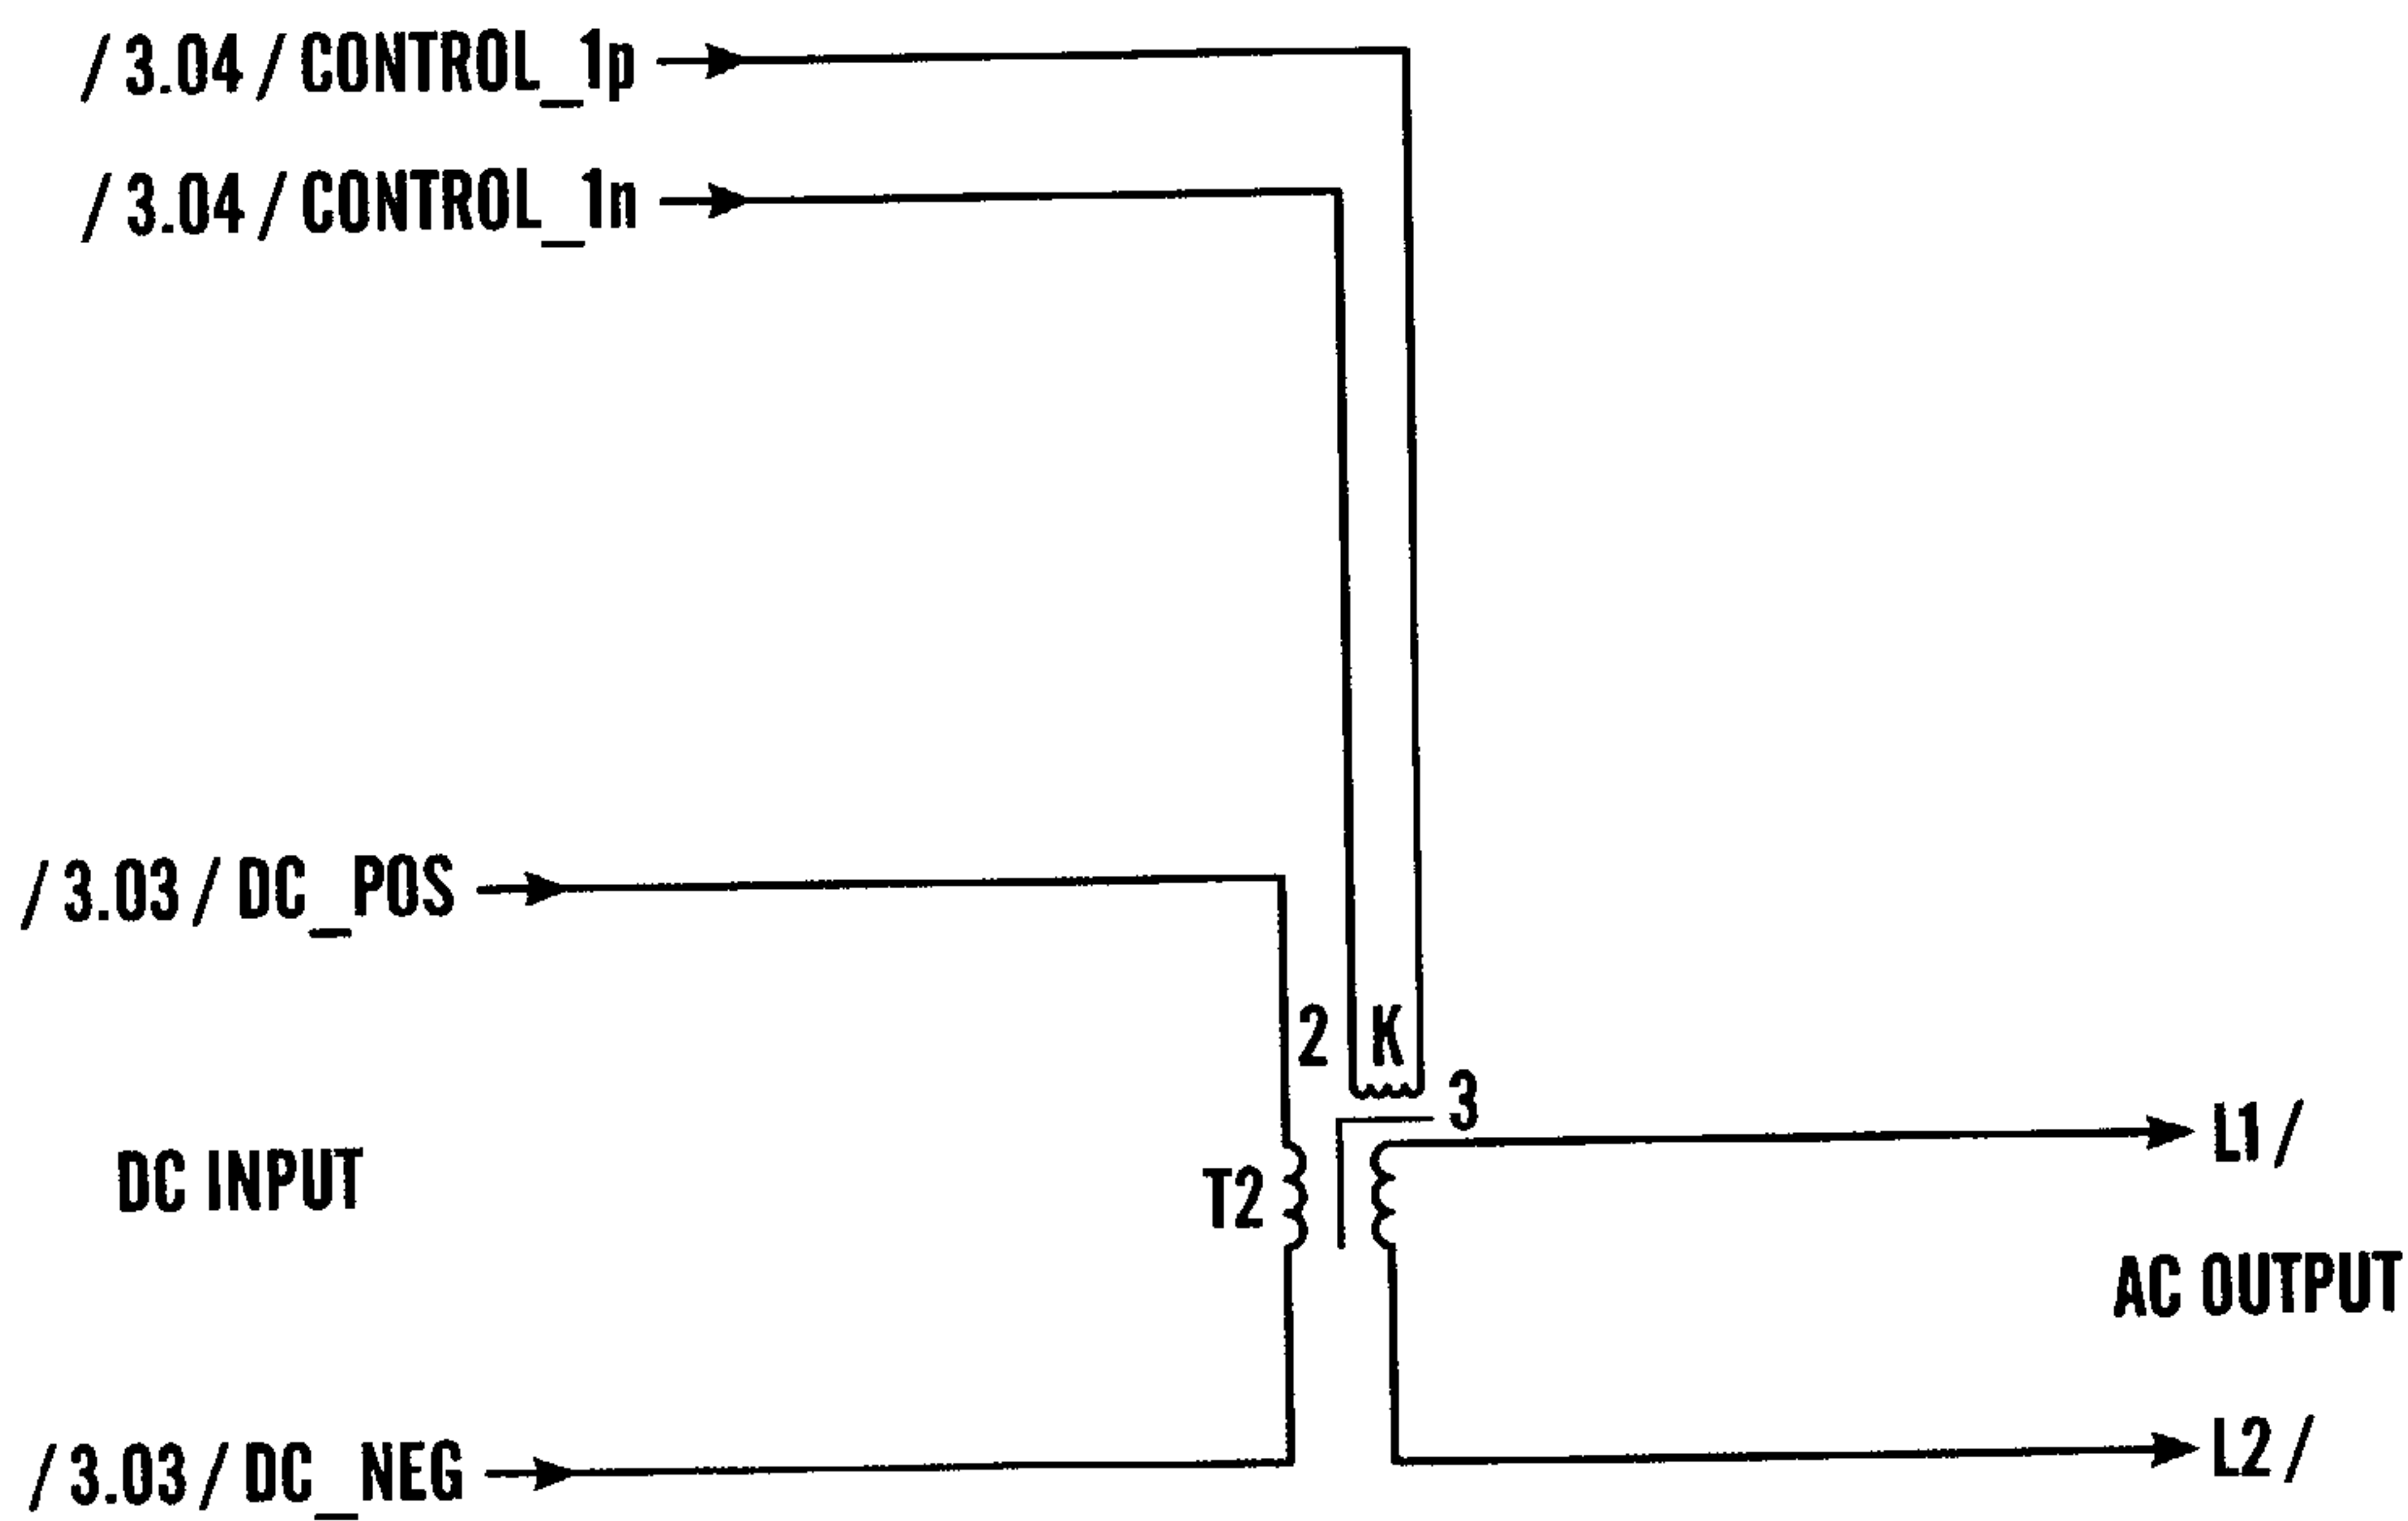 / 3.04 / CONTROL_1p
/ 3.04 / CONTROL_1n
/ 3.03 / DC_POS
2 K
3
L1 /
DC INPUT
T2
AC OUTPUT
L2 /
/ 3.03 / DC_NEG